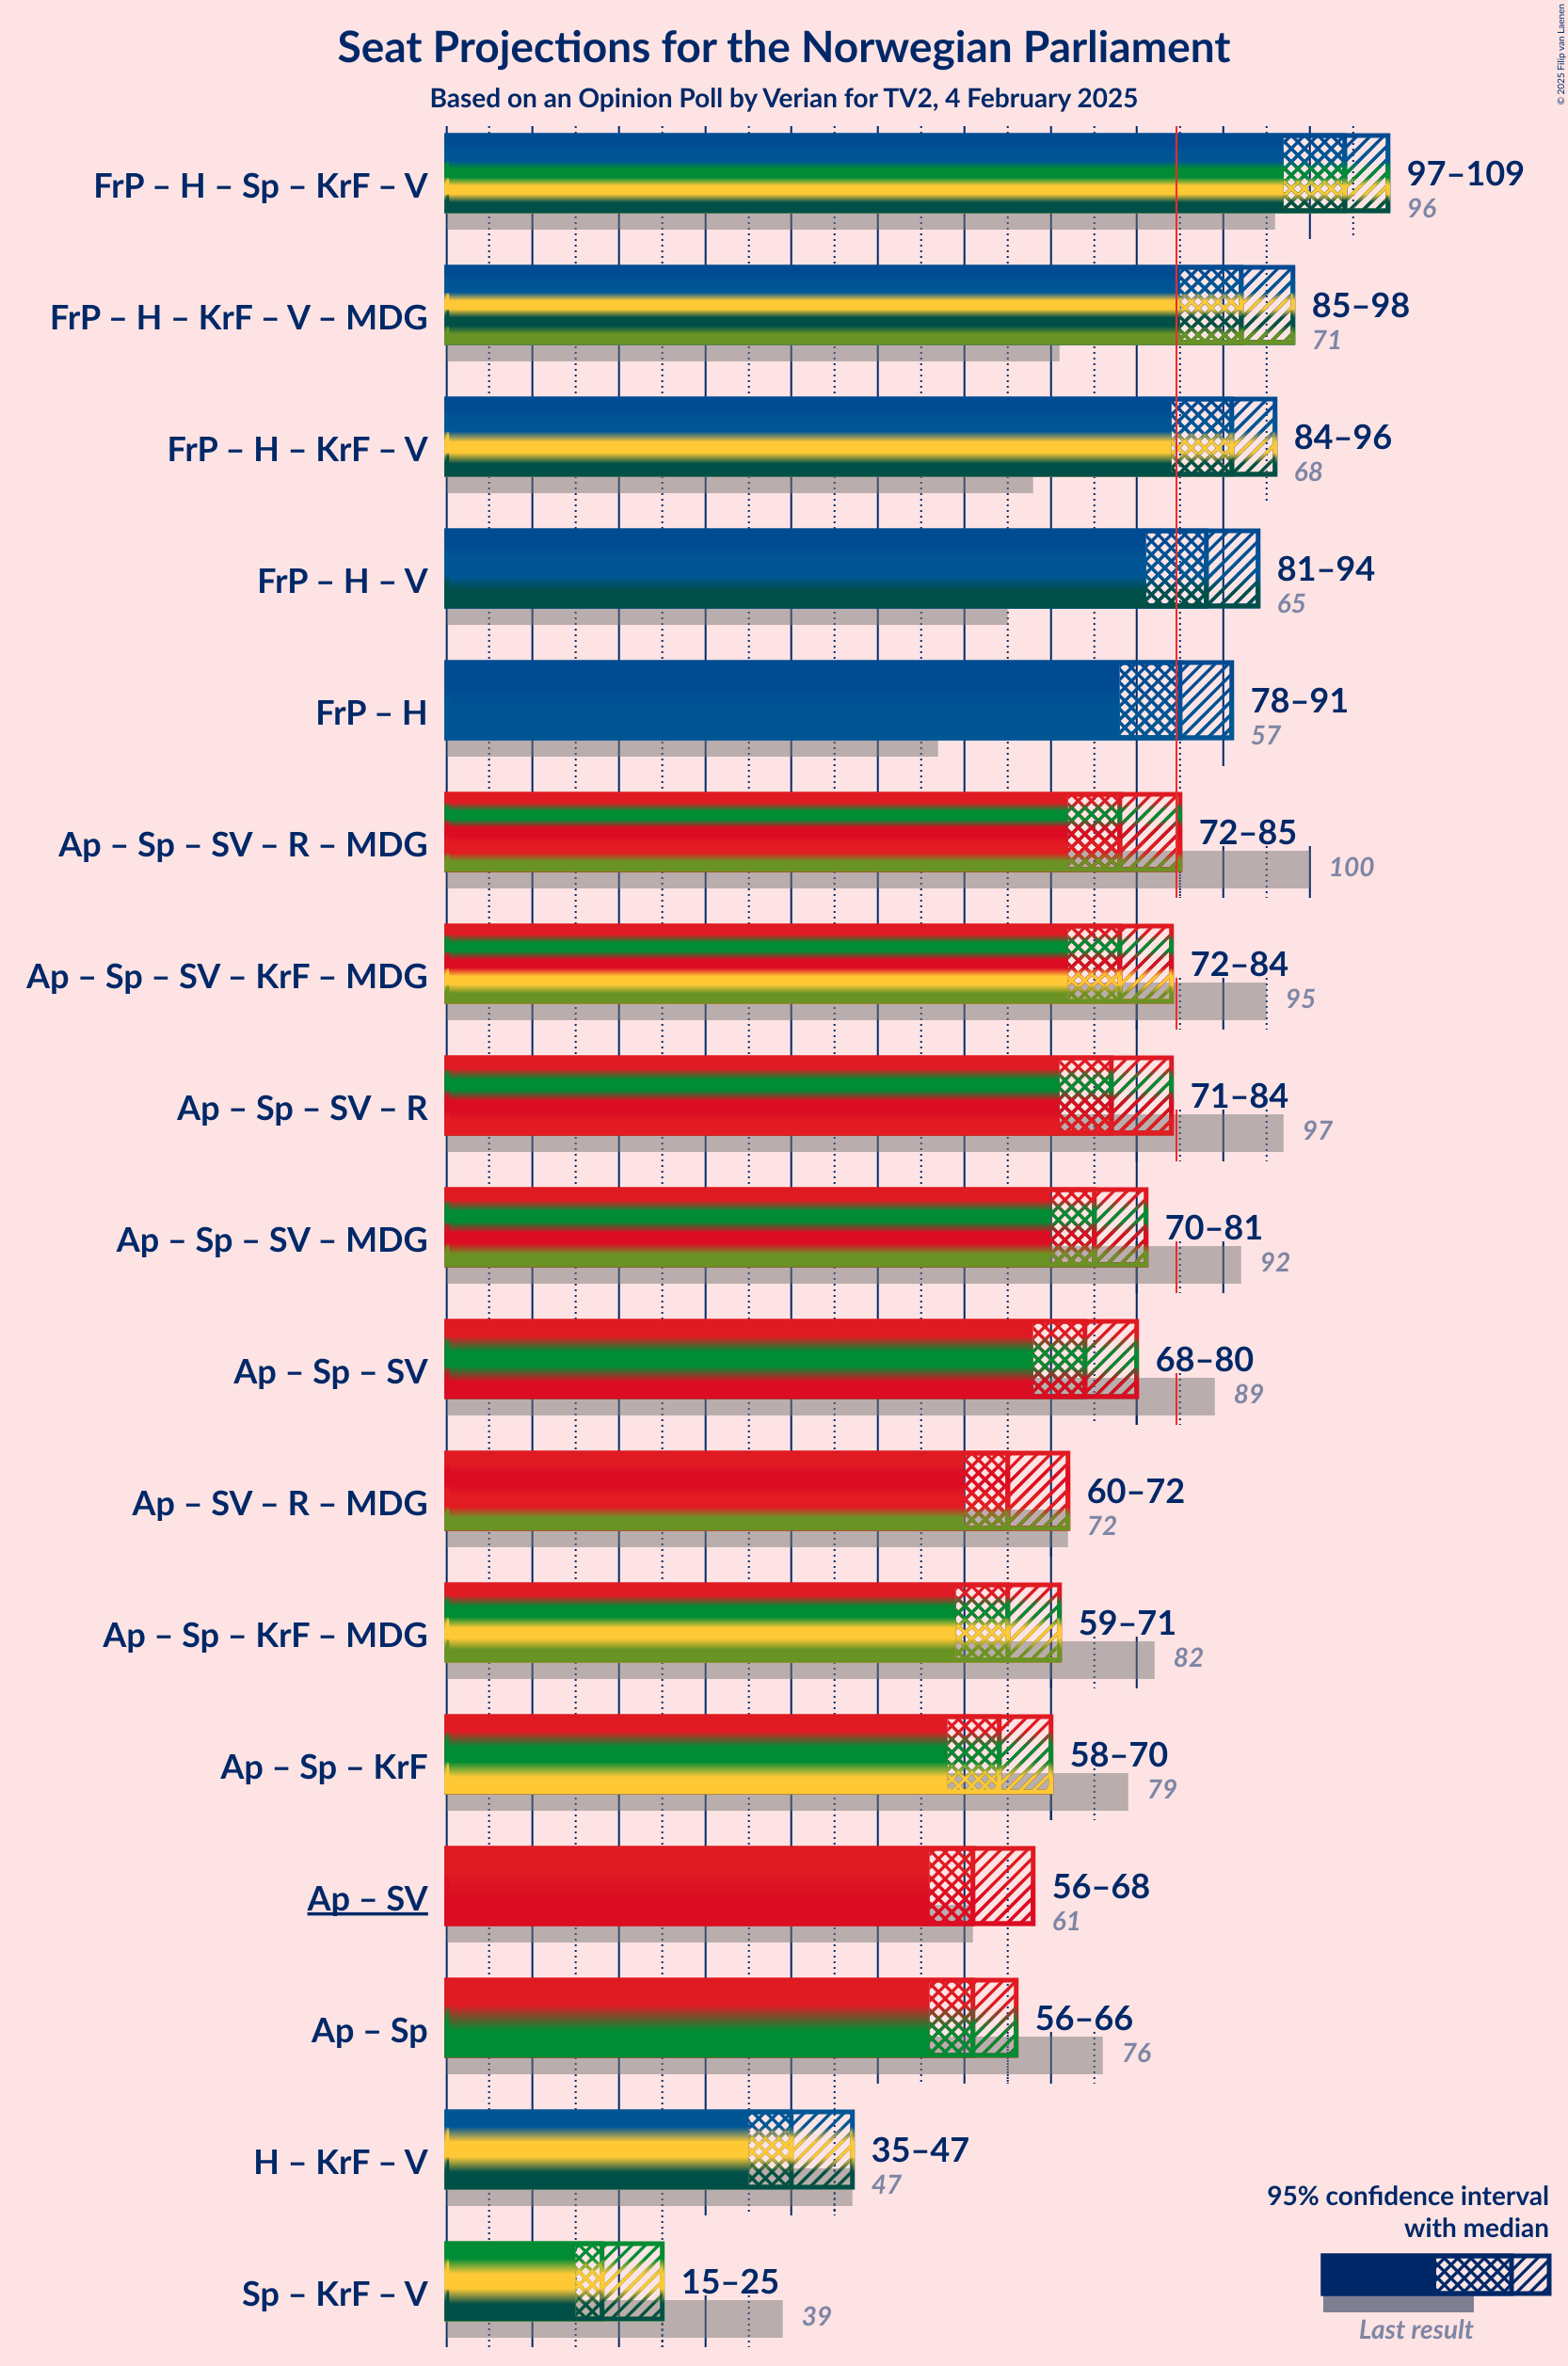 Seat Projections for the Norwegian Parliament
Based on an Opinion Poll by Verian for TV2, 4 February 2025
© 2025 Filip van Laenen
FrP – H – Sp – KrF – V
97–109
96
FrP – H – KrF – V – MDG
85–98
71
FrP – H – KrF – V
84–96
68
FrP – H – V
81–94
65
FrP – H
78–91
57
Ap – Sp – SV – R – MDG
72–85
100
Ap – Sp – SV – KrF – MDG
72–84
95
Ap – Sp – SV – R
71–84
97
Ap – Sp – SV – MDG
70–81
92
Ap – Sp – SV
68–80
89
Ap – SV – R – MDG
60–72
72
Ap – Sp – KrF – MDG
59–71
82
Ap – Sp – KrF
58–70
79
Ap – SV
56–68
61
Ap – Sp
56–66
76
H – KrF – V
35–47
47
Sp – KrF – V
15–25
39
95% confidence interval
with median
Last result